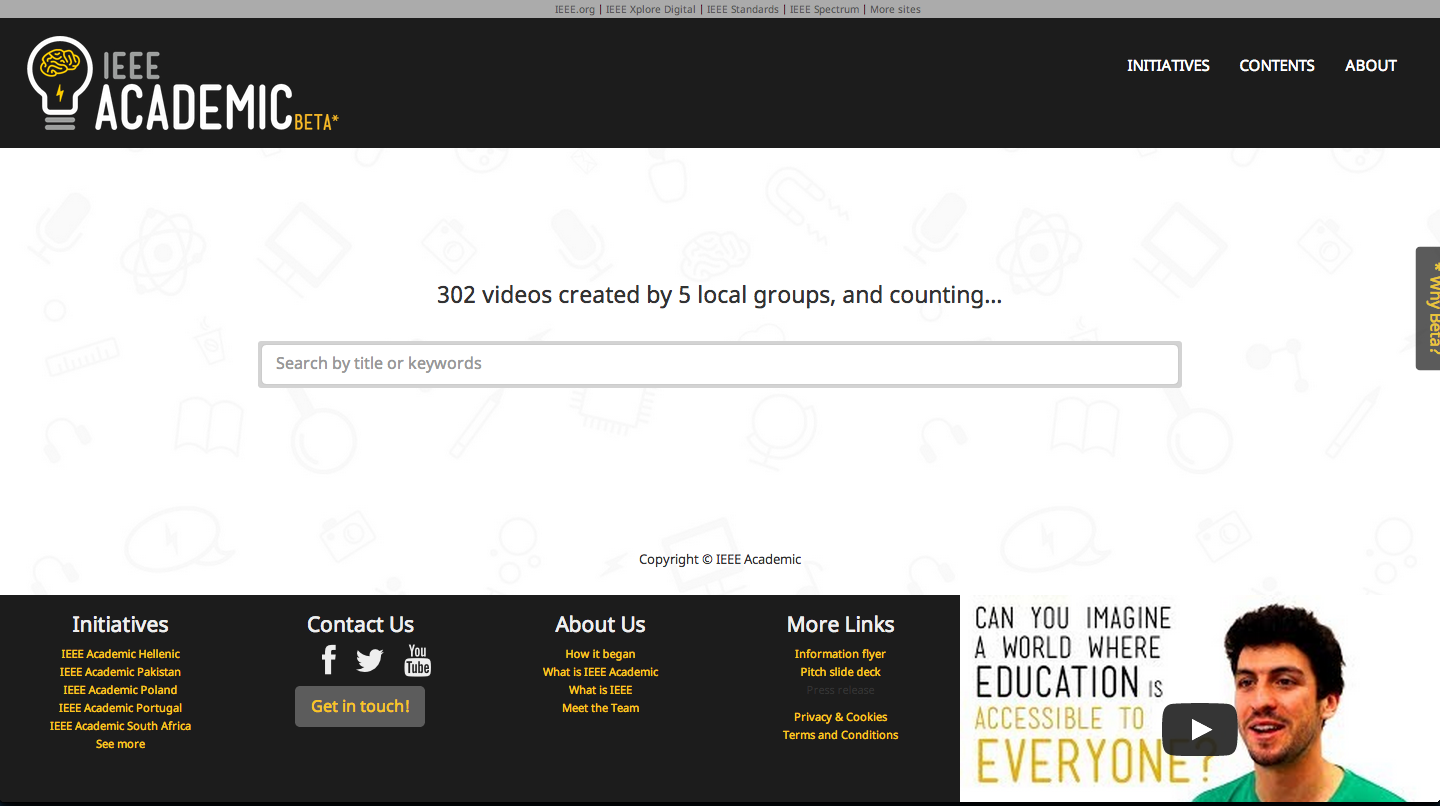 IEEE.org | IEEE Xplore Digital | IEEE Standards | IEEE Spectrum | More sites
IEEE
ACADEMIC BETA*
INITIATIVES CONTENTS ABOUT
302 videos created by 5 local groups, and counting...
Search by title or keywords
* Why Beta?
Copyright © IEEE Academic
Initiatives
IEEE Academic Hellenic
IEEE Academic Pakistan
IEEE Academic Poland
IEEE Academic Portugal
IEEE Academic South Africa
See more
Contact Us
f
You
Tube
Get in touch!
About Us
How it began
What is IEEE Academic
What is IEEE
Meet the Team
More Links
Information flyer
Pitch slide deck
Press release
Privacy & Cookies
Terms and Conditions
CAN YOU IMAGINE
A WORLD WHERE
EDUCATION IS
ACCESSIBLE TO
EVERYONE?